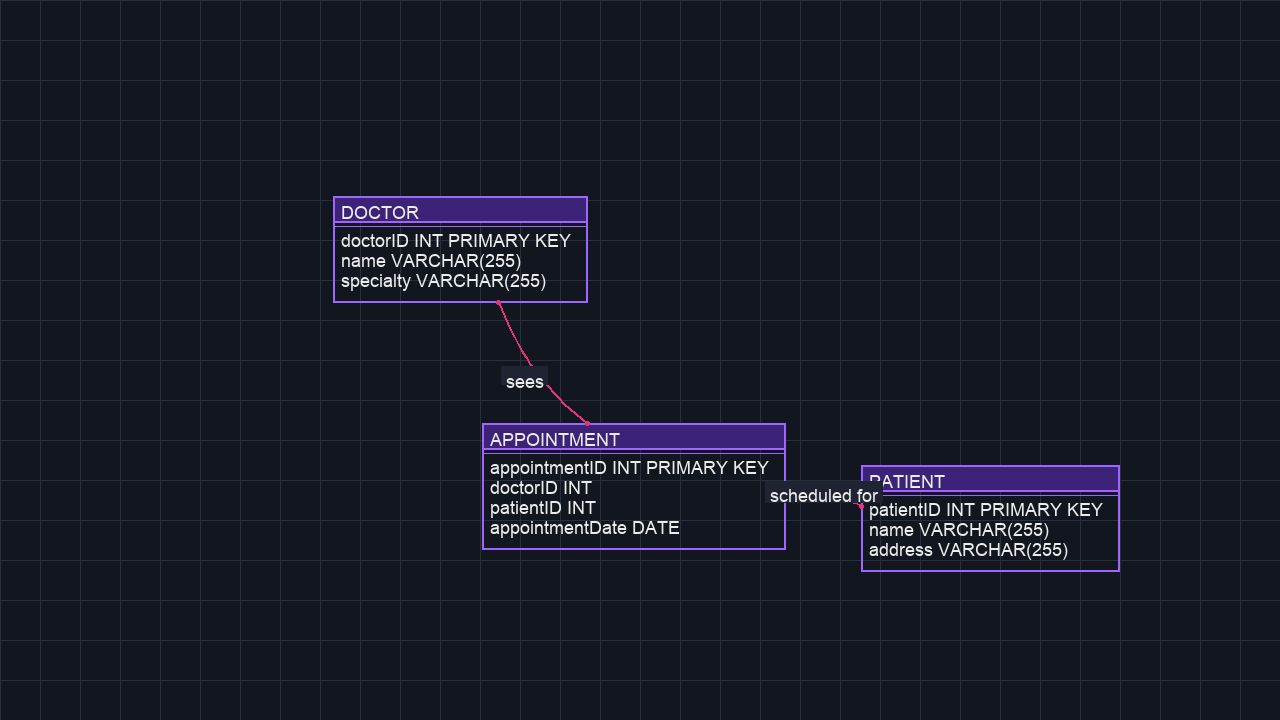 DOCTOR
doctorID INT PRIMARY KEY
name VARCHAR(255)
specialty VARCHAR(255)
sees
APPOINTMENT
appointmentID INT PRIMARY KEY
doctorID INT
patientID INT
appointmentDate DATE
scheduled for
PATIENT
patientID INT PRIMARY KEY
name VARCHAR(255)
address VARCHAR(255)